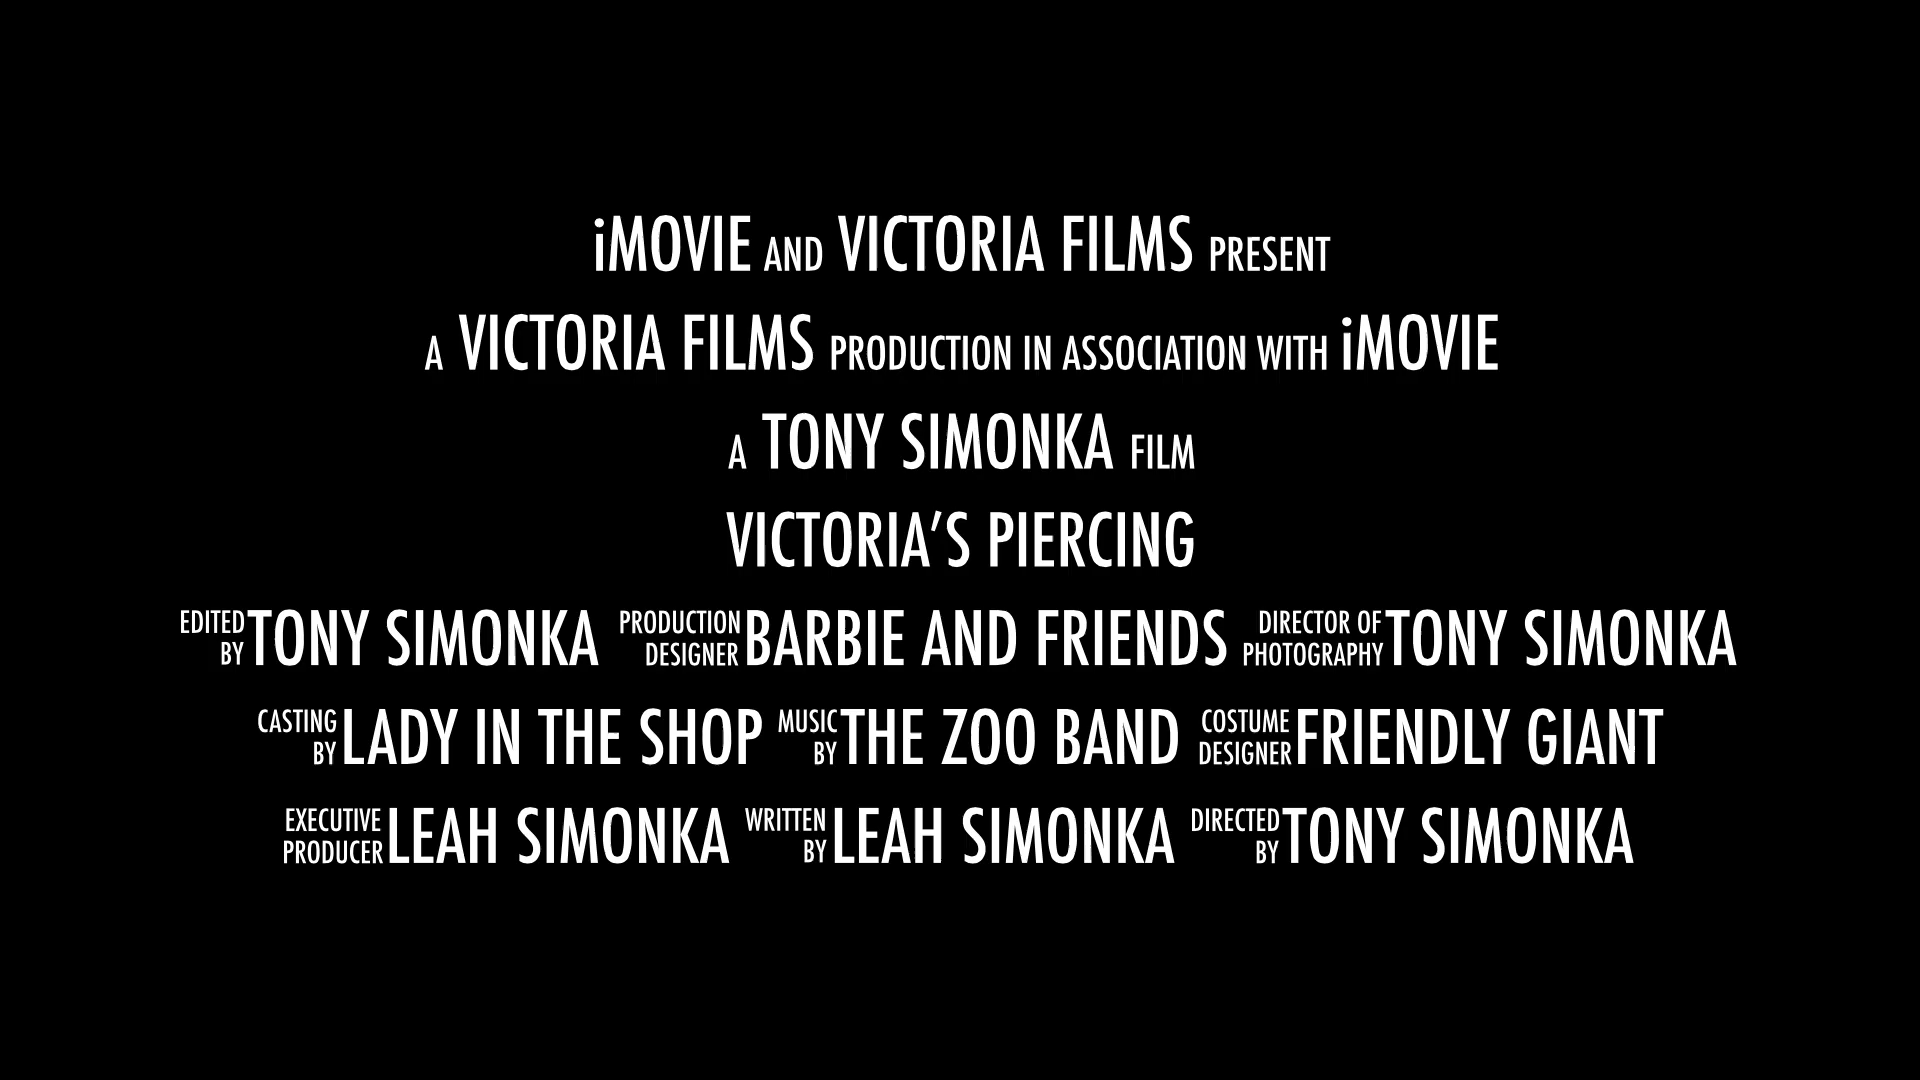 iMOVIE AND VICTORIA FILMS PRESENT
A VICTORIA FILMS PRODUCTION IN ASSOCIATION WITH iMOVIE
A TONY SIMONKA FILM
VICTORIA’S PIERCING
EDITED BY TONY SIMONKA PRODUCTION DESIGNER BARBIE AND FRIENDS DIRECTOR OF PHOTOGRAPHY TONY SIMONKA
CASTING BY LADY IN THE SHOP MUSIC BY THE ZOO BAND COSTUME DESIGNER FRIENDLY GIANT
EXECUTIVE PRODUCER LEAH SIMONKA WRITTEN BY LEAH SIMONKA DIRECTED BY TONY SIMONKA